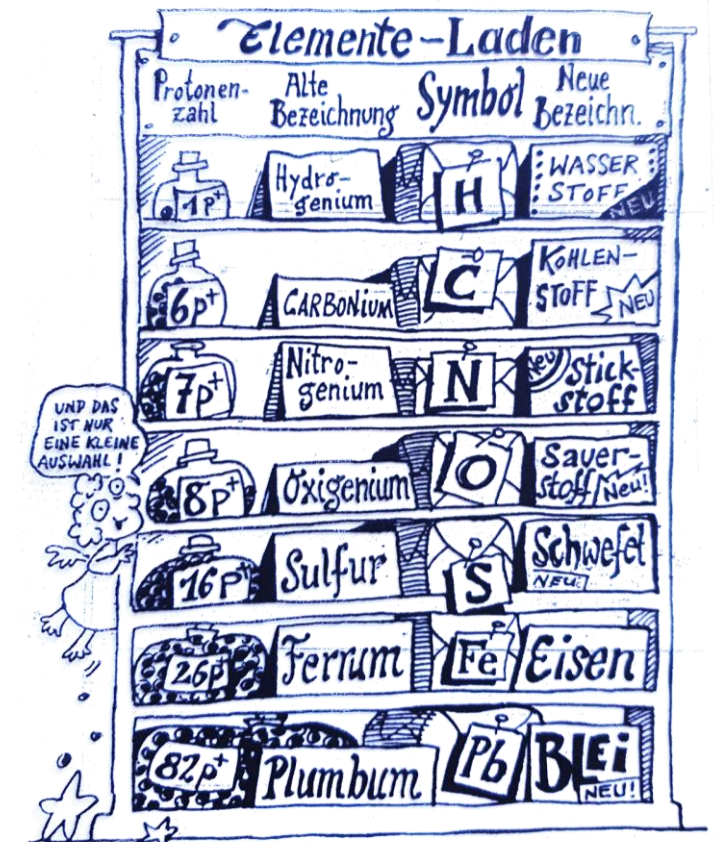 Elemente-Laden
Protonen-
zahl
Alte
Bezeichnung
Symbol
Neue
Bezeichn.
1p+
Hydro-
genium
H
WASSER
STOFF
NEU
6p+
CARBONIUM
C
KOHLEN-
STOFF
NEU
7p+
Nitro-
genium
N
Neu
Stick-
stoff
UND DAS
IST NUR
EINE KLEINE
AUSWAHL!
8p+
Oxigenium
O
Sauer-
stoff
Neu!
16p+
Sulfur
S
Schwefel
NEU!
26p+
Ferrum
Fe
Eisen
82p+
Plumbum
Pb
BLEi
NEU!